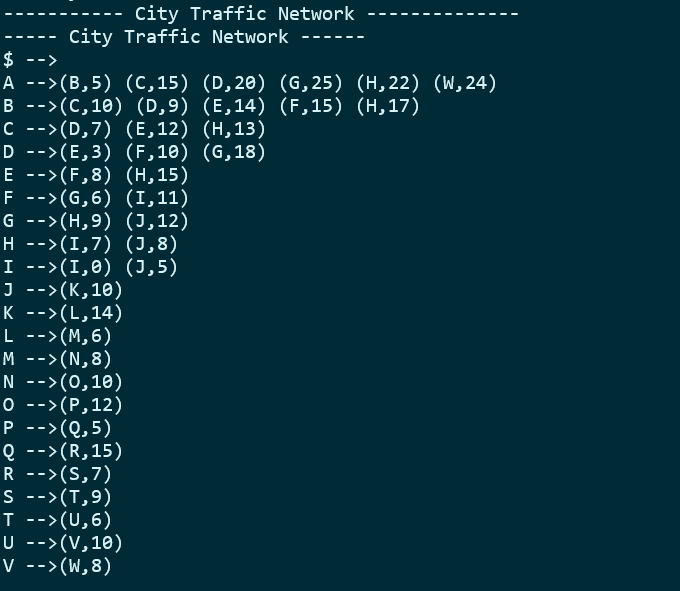 ----------- City Traffic Network --------------
----- City Traffic Network ------
$ -->
A -->(B,5) (C,15) (D,20) (G,25) (H,22) (W,24)
B -->(C,10) (D,9) (E,14) (F,15) (H,17)
C -->(D,7) (E,12) (H,13)
D -->(E,3) (F,10) (G,18)
E -->(F,8) (H,15)
F -->(G,6) (I,11)
G -->(H,9) (J,12)
H -->(I,7) (J,8)
I -->(I,0) (J,5)
J -->(K,10)
K -->(L,14)
L -->(M,6)
M -->(N,8)
N -->(O,10)
O -->(P,12)
P -->(Q,5)
Q -->(R,15)
R -->(S,7)
S -->(T,9)
T -->(U,6)
U -->(V,10)
V -->(W,8)